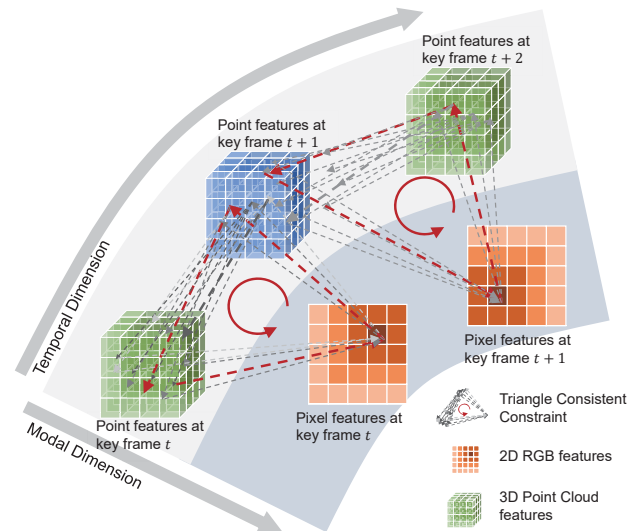 Point features at
key frame t + 2
Point features at
key frame t + 1
Temporal Dimension
Pixel features at
key frame t + 1
Point features at
key frame t
Pixel features at
key frame t
Modal Dimension
Triangle Consistent
Constraint
2D RGB features
3D Point Cloud
features